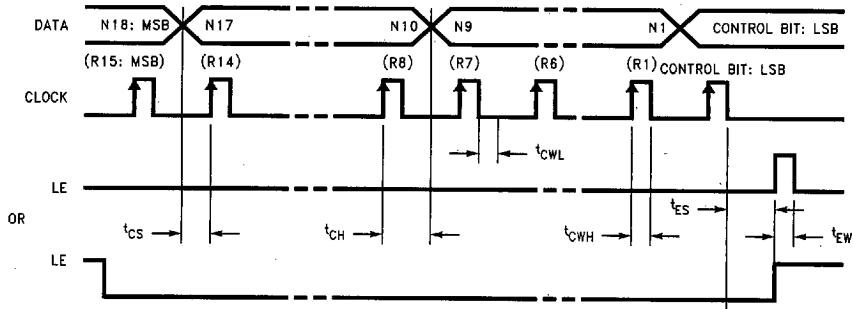 DATA N18: MSB N17 N10 N9 N1 CONTROL BIT: LSB
(R15: MSB) (R14) (R8) (R7) (R6) (R1) CONTROL BIT: LSB
CLOCK
tCWL
LE
tES
OR
tCS tCH tCWH tEW
LE